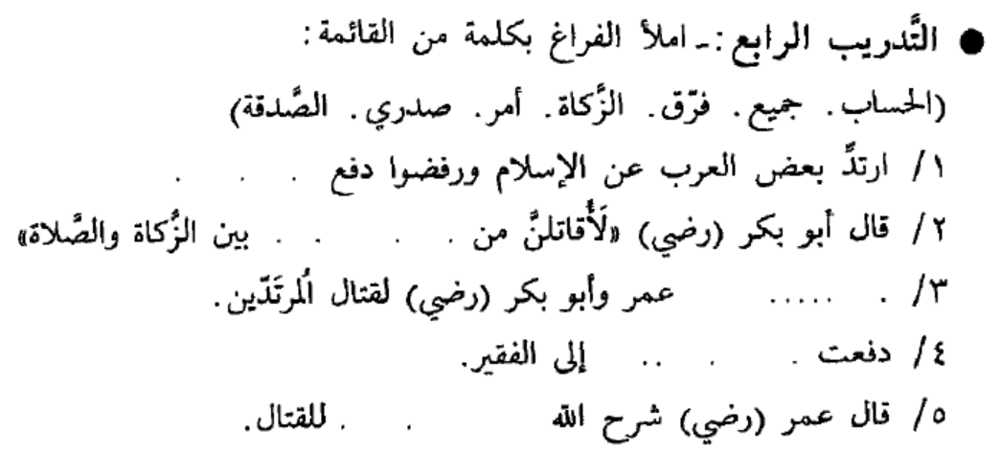 ● التَّدريب الرابع :ـ املأ الفراغ بكلمة من القائمة :
(الحساب . جميع . فرّق . الزَّكاة . أمر . صدري . الصَّدقة)
١/ ارتدَّ بعض العرب عن الإسلام ورفضوا دفع . . . .
٢/ قال أبو بكر (رضي) «لَأُقاتلنَّ من . . . . بين الزَّكاة والصَّلاة»
٣/ . ..... عمر وأبو بكر (رضي) لقتال المُرتَدّين .
٤/ دفعت . . .. إلى الفقير .
٥/ قال عمر (رضي) شرح الله . . للقتال .